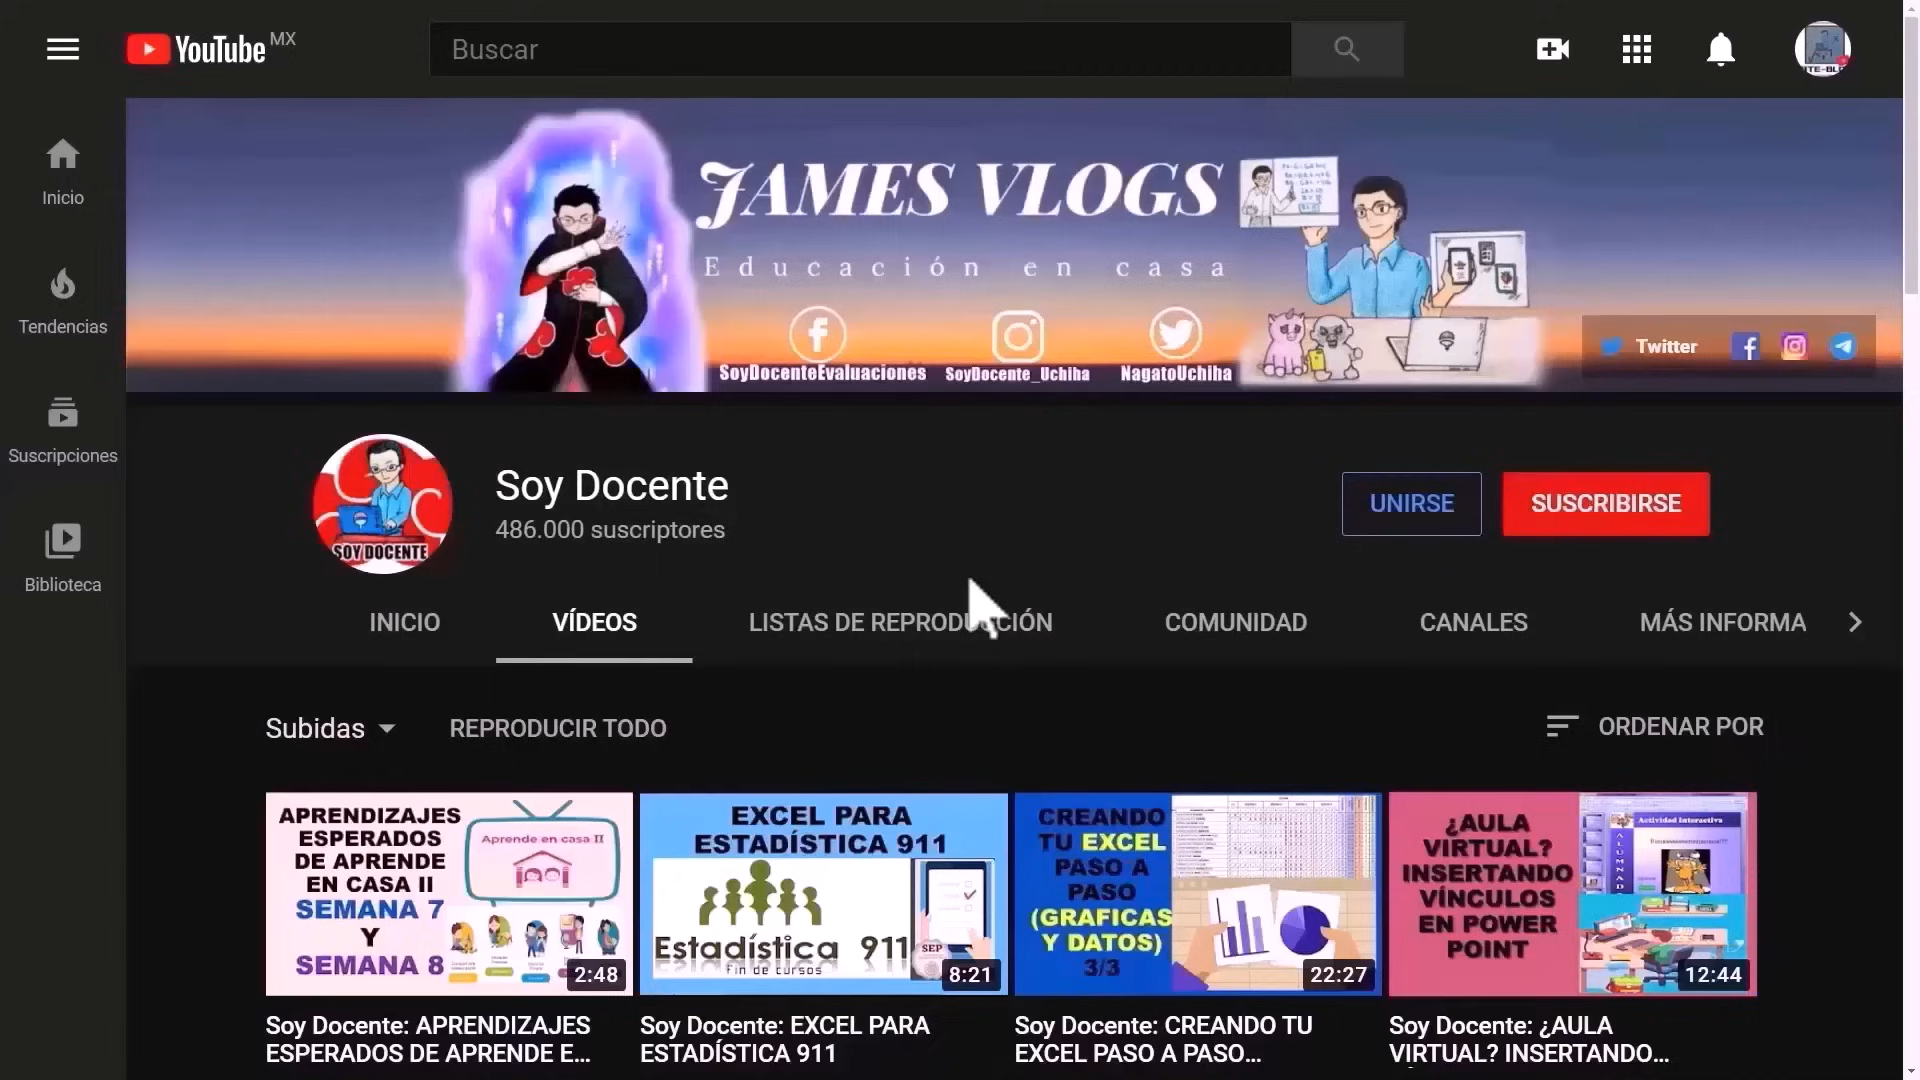 YouTube MX
Buscar
Inicio
Tendencias
Suscripciones
Biblioteca
JAMES VLOGS
Educación en casa
SoyDocenteEvaluaciones
SoyDocente_Uchiha
NagatoUchiha
Twitter
SOY DOCENTE
Soy Docente
486.000 suscriptores
UNIRSE
SUSCRIBIRSE
INICIO
VÍDEOS
LISTAS DE REPRODUCCIÓN
COMUNIDAD
CANALES
MÁS INFORMA
Subidas
REPRODUCIR TODO
ORDENAR POR
APRENDIZAJES
ESPERADOS
DE APRENDE
EN CASA II
SEMANA 7
Y
SEMANA 8
Aprende en casa II
2:48
EXCEL PARA
ESTADÍSTICA 911
Estadística 911
Fin de cursos
SEP
8:21
CREANDO
TU EXCEL
PASO A
PASO
(GRAFICAS
Y DATOS)
3/3
22:27
¿AULA
VIRTUAL?
INSERTANDO
VÍNCULOS
EN POWER
POINT
Actividad Interactiva
ALUMNAD
12:44
Soy Docente: APRENDIZAJES
ESPERADOS DE APRENDE E...
Soy Docente: EXCEL PARA
ESTADÍSTICA 911
Soy Docente: CREANDO TU
EXCEL PASO A PASO...
Soy Docente: ¿AULA
VIRTUAL? INSERTANDO...